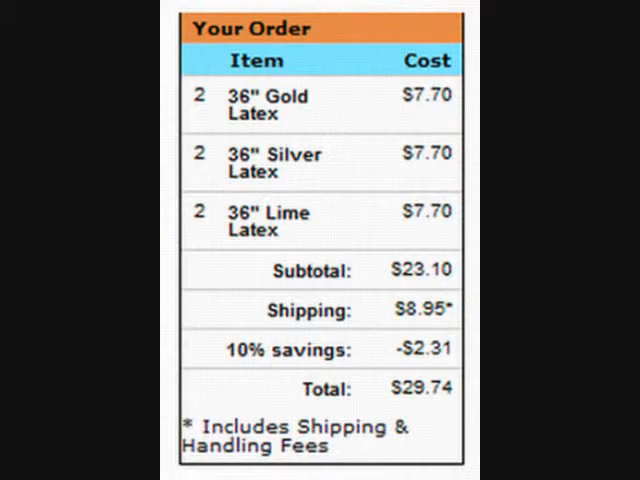 Your Order
Item Cost
2 36" Gold $7.70
Latex
2 36" Silver $7.70
Latex
2 36" Lime $7.70
Latex
Subtotal: $23.10
Shipping: $8.95*
10% savings: -$2.31
Total: $29.74
* Includes Shipping &
Handling Fees